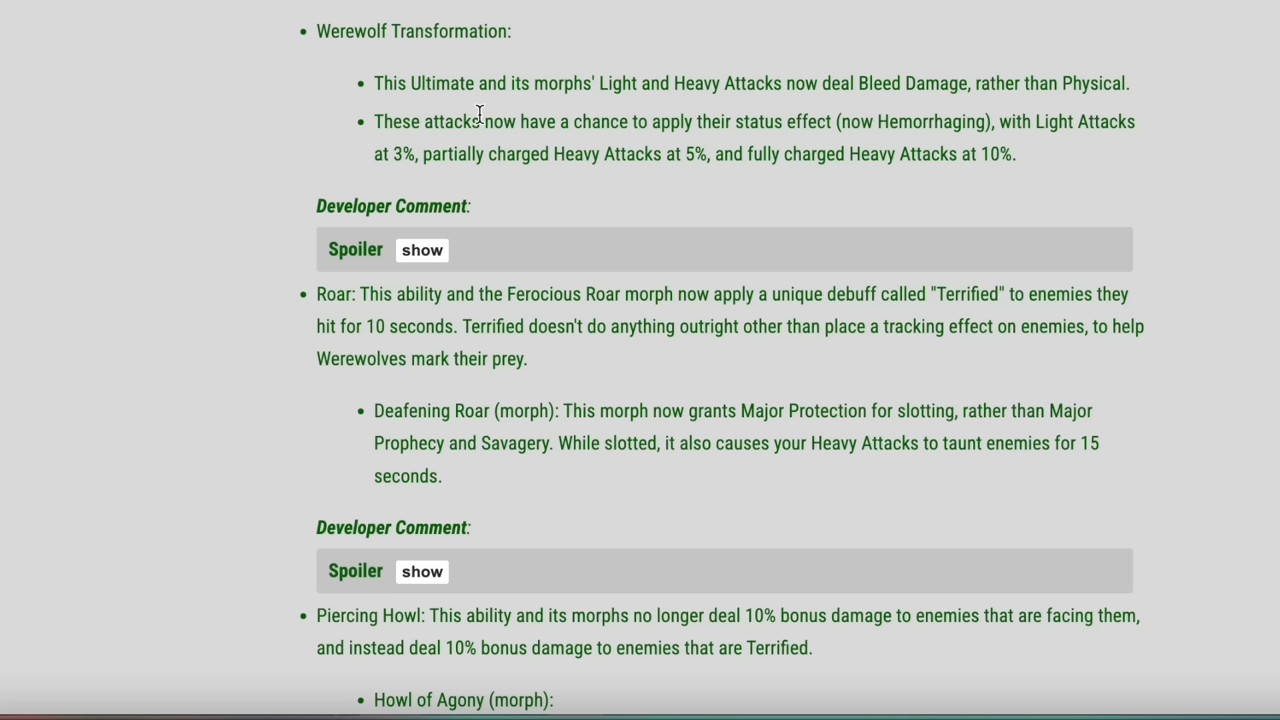 Werewolf Transformation:
This Ultimate and its morphs' Light and Heavy Attacks now deal Bleed Damage, rather than Physical.
These attacks now have a chance to apply their status effect (now Hemorrhaging), with Light Attacks
at 3%, partially charged Heavy Attacks at 5%, and fully charged Heavy Attacks at 10%.
Developer Comment:
Spoiler show
Roar: This ability and the Ferocious Roar morph now apply a unique debuff called "Terrified" to enemies they
hit for 10 seconds. Terrified doesn't do anything outright other than place a tracking effect on enemies, to help
Werewolves mark their prey.
Deafening Roar (morph): This morph now grants Major Protection for slotting, rather than Major
Prophecy and Savagery. While slotted, it also causes your Heavy Attacks to taunt enemies for 15
seconds.
Developer Comment:
Spoiler show
Piercing Howl: This ability and its morphs no longer deal 10% bonus damage to enemies that are facing them,
and instead deal 10% bonus damage to enemies that are Terrified.
Howl of Agony (morph):